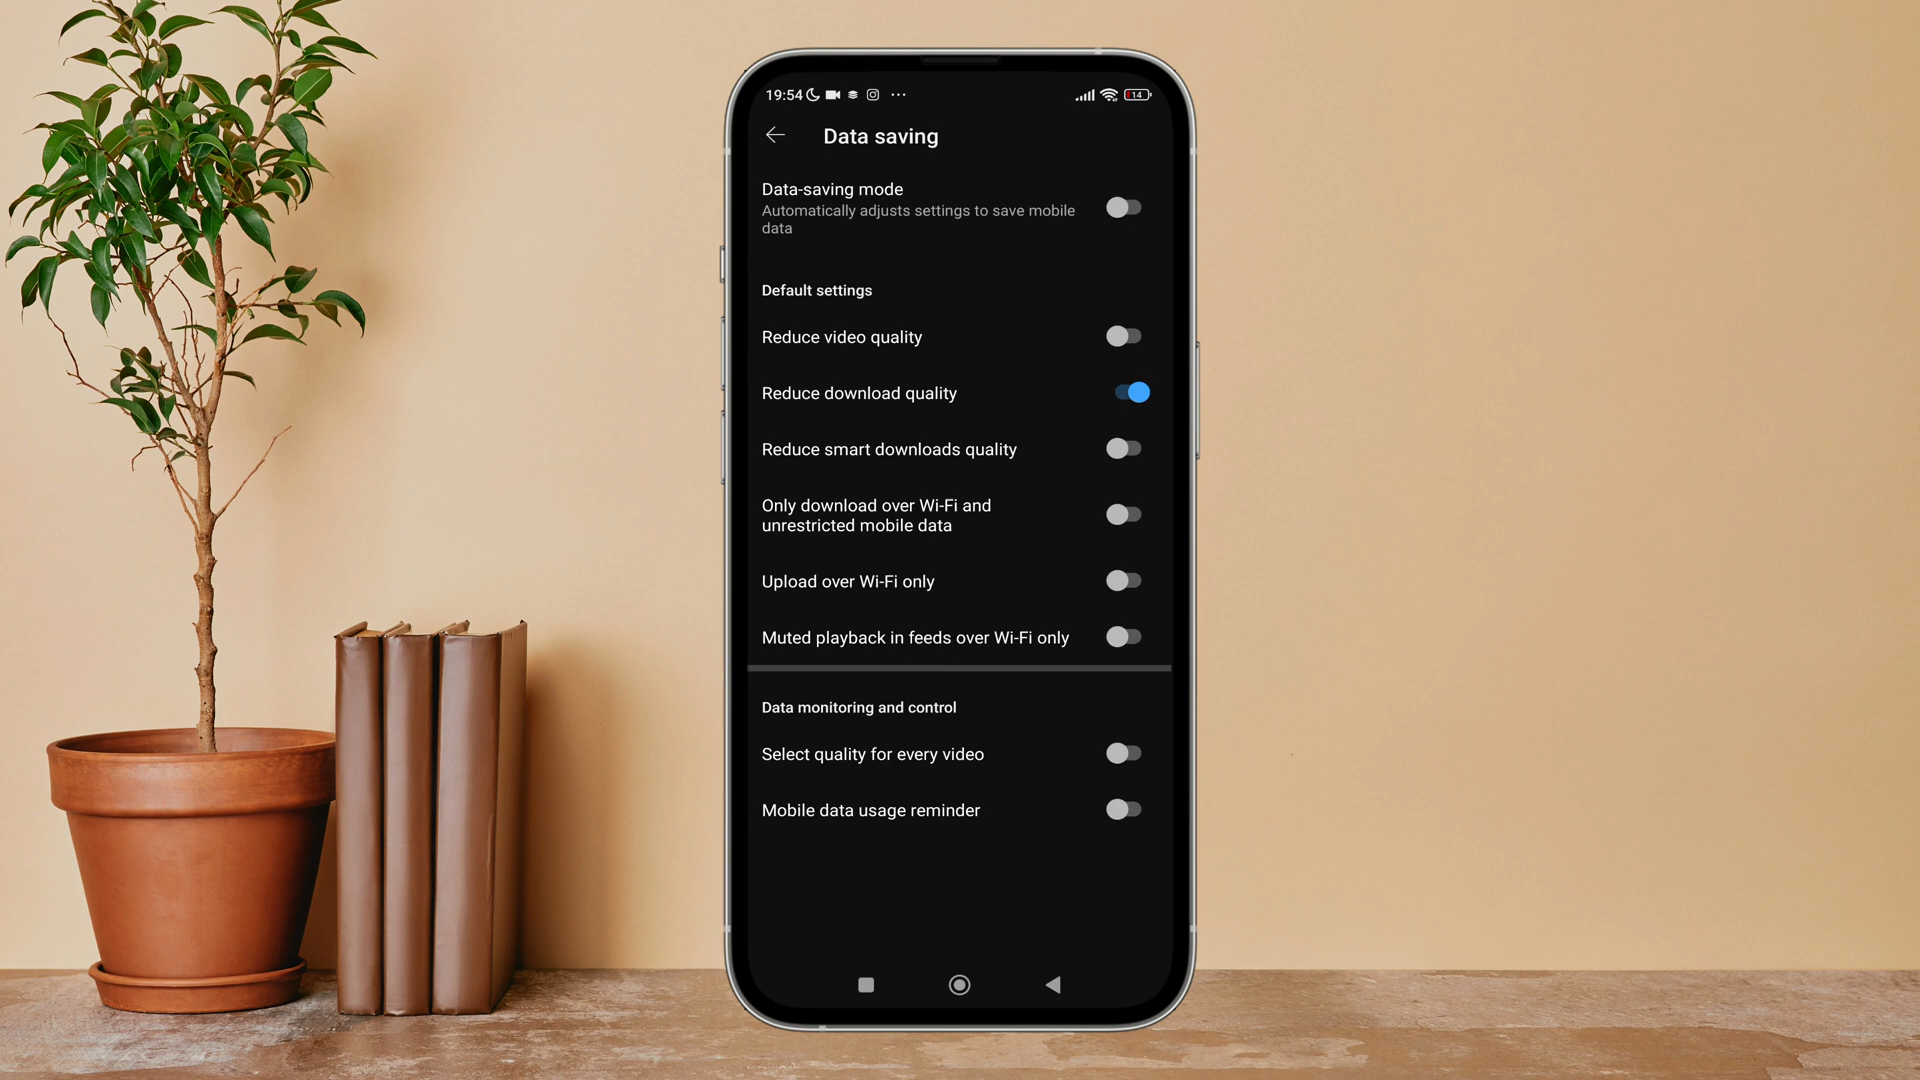 19:54
14
Data saving
Data-saving mode
Automatically adjusts settings to save mobile
data
Default settings
Reduce video quality
Reduce download quality
Reduce smart downloads quality
Only download over Wi-Fi and
unrestricted mobile data
Upload over Wi-Fi only
Muted playback in feeds over Wi-Fi only
Data monitoring and control
Select quality for every video
Mobile data usage reminder